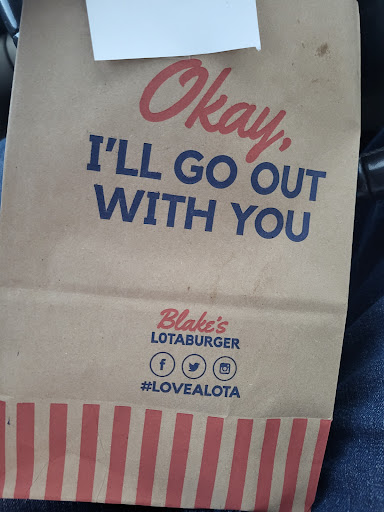 Okay,
I'LL GO OUT
WITH YOU
Blake's
LOTABURGER
#LOVEALOTA